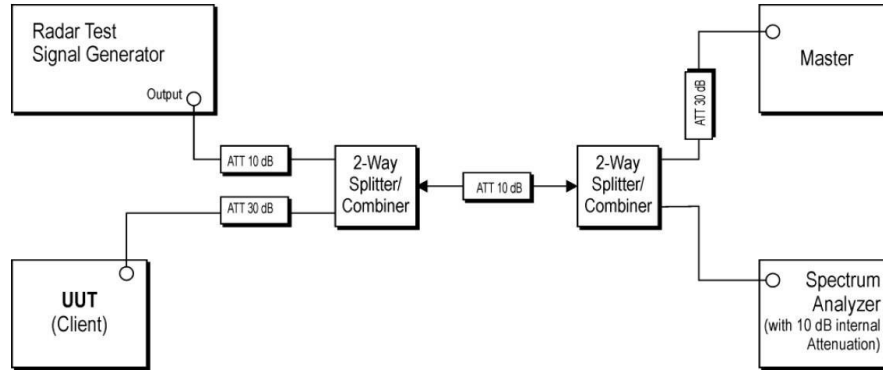 Radar Test
Signal Generator
Output
ATT 10 dB
ATT 30 dB
2-Way
Splitter/
Combiner
ATT 10 dB
2-Way
Splitter/
Combiner
ATT 30 dB
Master
UUT
(Client)
Spectrum
Analyzer
(with 10 dB internal
Attenuation)